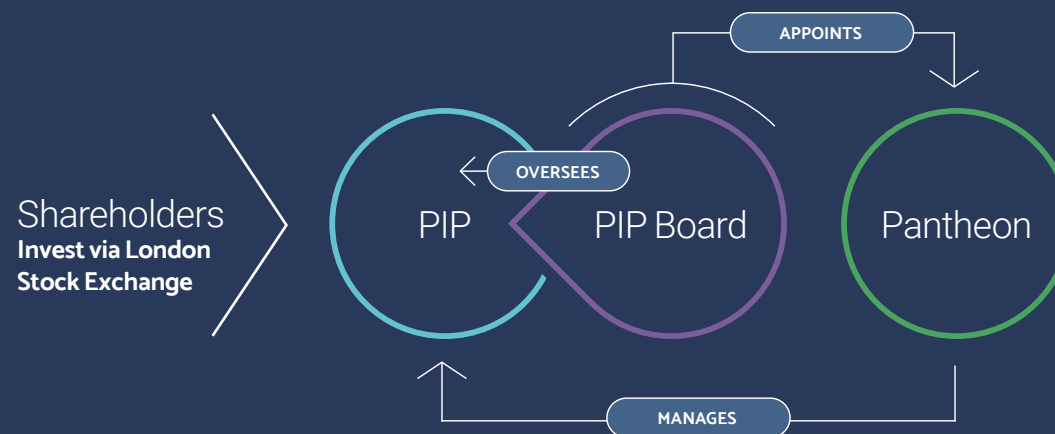 APPOINTS
OVERSEES
Shareholders
Invest via London
Stock Exchange
PIP
PIP Board
Pantheon
MANAGES